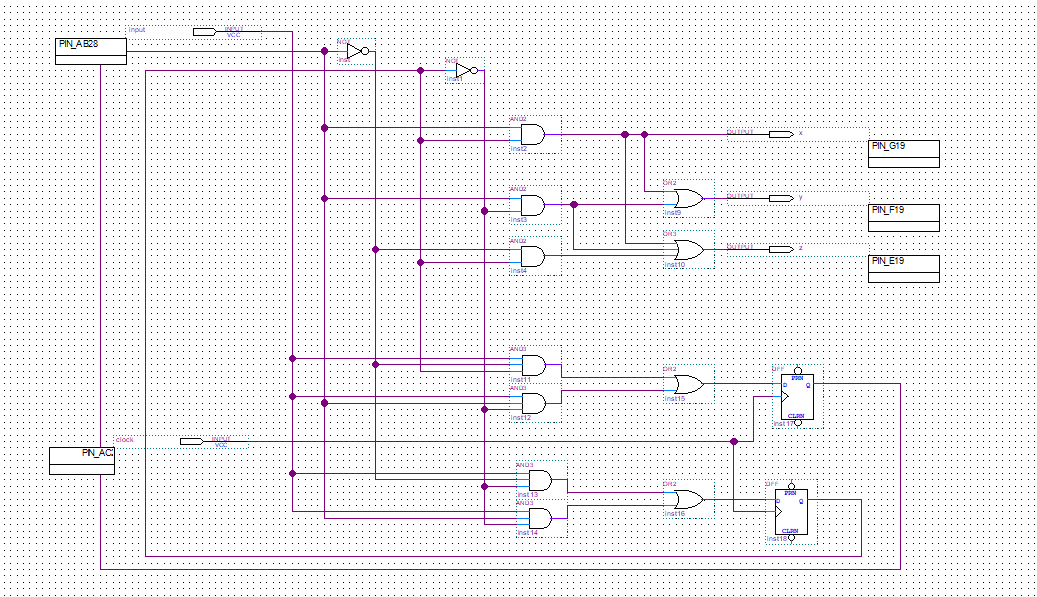 input
INPUT
VCC
PIN_AB28
NOT
inst
NOT
inst1
AND2
inst2
OUTPUT
x
PIN_G19
AND2
inst3
OR2
inst9
OUTPUT
y
PIN_F19
AND2
inst4
OR3
inst10
OUTPUT
z
PIN_E19
AND3
inst11
AND3
inst12
OR2
inst15
DFF
PRN
D
Q
CLRN
inst17
clock
INPUT
VCC
PIN_AC
AND3
inst13
AND3
inst14
OR2
inst16
DFF
PRN
D
Q
CLRN
inst18